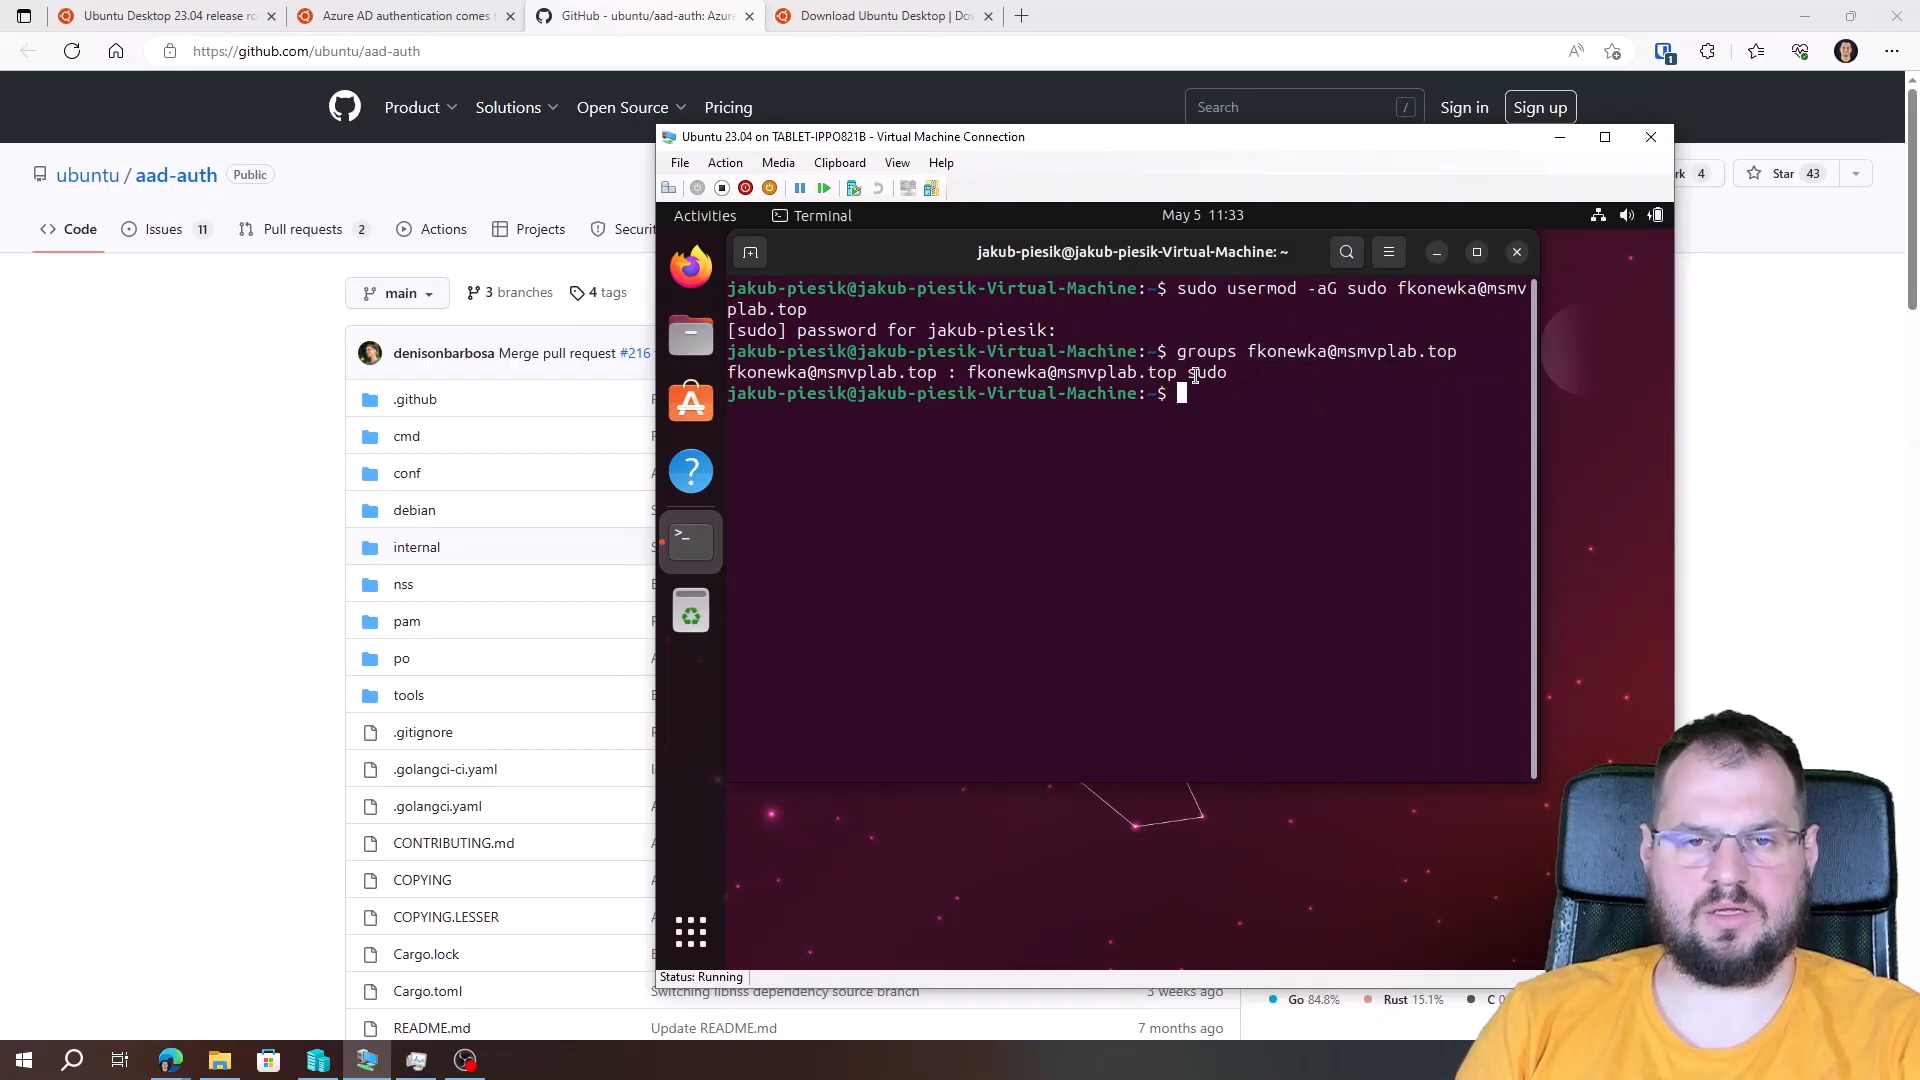 Ubuntu Desktop 23.04 release ro
Azure AD authentication comes
GitHub - ubuntu/aad-auth: Azure
Download Ubuntu Desktop | Dow
https://github.com/ubuntu/aad-auth
1
Product
Solutions
Open Source
Pricing
Search
/
Sign in
Sign up
ubuntu / aad-auth
Public
rk 4
Star 43
Code
Issues 11
Pull requests 2
Actions
Projects
Securit
main
3 branches
4 tags
denisonbarbosa Merge pull request #216
.github
cmd
conf
debian
internal
nss
pam
po
tools
.gitignore
.golangci-ci.yaml
.golangci.yaml
CONTRIBUTING.md
COPYING
COPYING.LESSER
Cargo.lock
Cargo.toml
Switching libnss dependency source branch
3 weeks ago
README.md
Update README.md
7 months ago
Go 84.8%
Rust 15.1%
C 0
Ubuntu 23.04 on TABLET-IPPO821B - Virtual Machine Connection
File
Action
Media
Clipboard
View
Help
Activities
Terminal
May 5 11:33
jakub-piesik@jakub-piesik-Virtual-Machine: ~
jakub-piesik@jakub-piesik-Virtual-Machine:~$ sudo usermod -aG sudo fkonewka@msmv
plab.top
[sudo] password for jakub-piesik:
jakub-piesik@jakub-piesik-Virtual-Machine:~$ groups fkonewka@msmvplab.top
fkonewka@msmvplab.top : fkonewka@msmvplab.top sudo
jakub-piesik@jakub-piesik-Virtual-Machine:~$
Status: Running